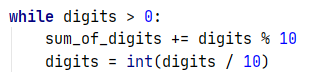 while digits > 0:
    sum_of_digits += digits % 10
    digits = int(digits / 10)